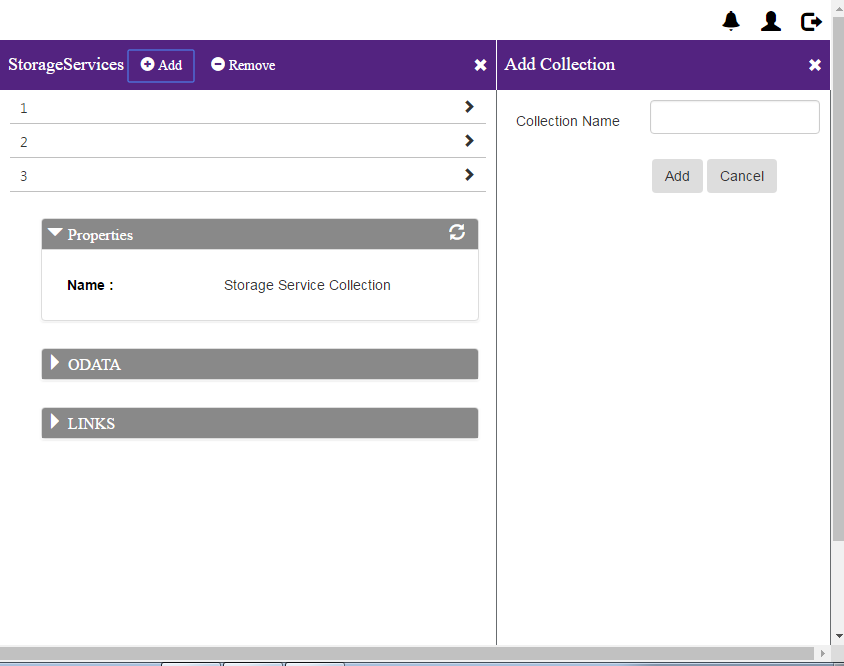 StorageServices Add Remove
1
2
3
Properties
Name : Storage Service Collection
ODATA
LINKS
Add Collection
Collection Name
Add Cancel